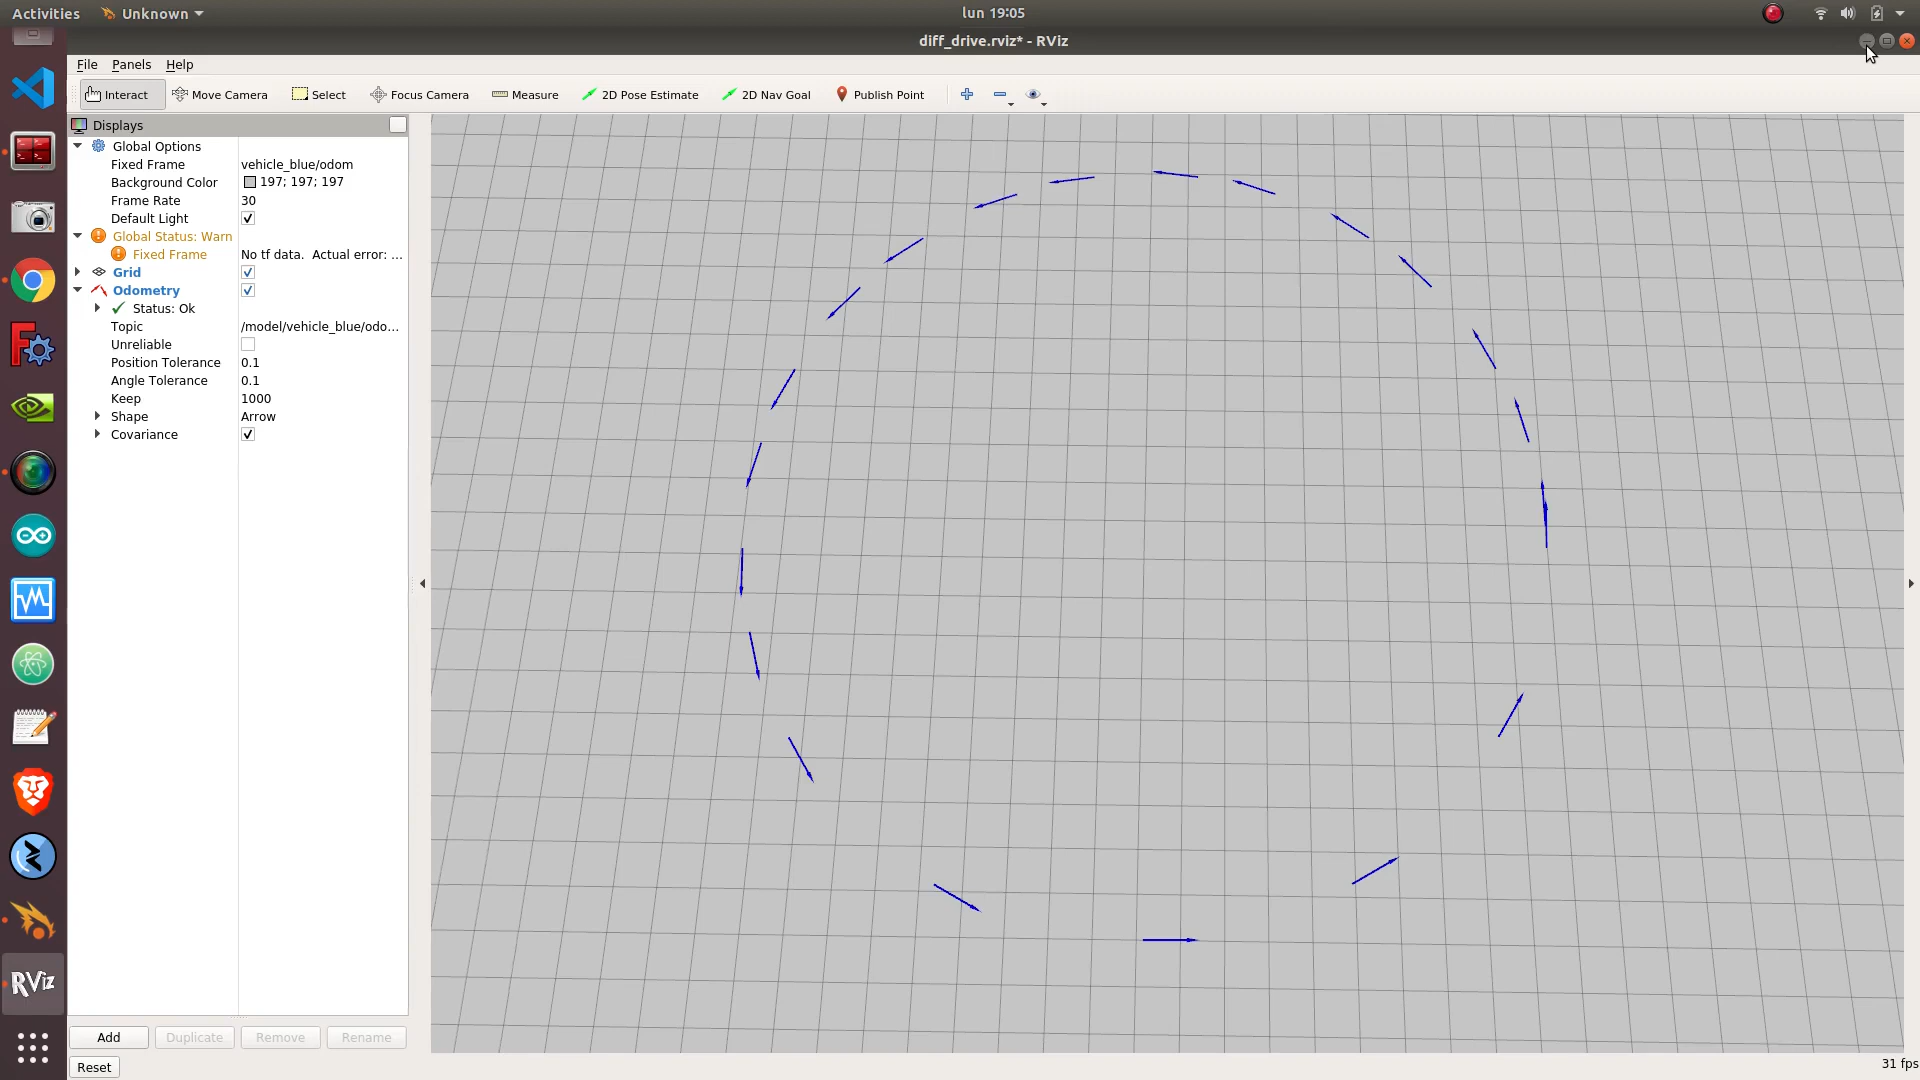 Activities Unknown lun 19:05
diff_drive.rviz* - RViz
File Panels Help
Interact Move Camera Select Focus Camera Measure 2D Pose Estimate 2D Nav Goal Publish Point
Displays
Global Options
Fixed Frame vehicle_blue/odom
Background Color 197; 197; 197
Frame Rate 30
Default Light
Global Status: Warn
Fixed Frame No tf data. Actual error: ...
Grid
Odometry
Status: Ok
Topic /model/vehicle_blue/odo...
Unreliable
Position Tolerance 0.1
Angle Tolerance 0.1
Keep 1000
Shape Arrow
Covariance
RViz
Add Duplicate Remove Rename
Reset
31 fps